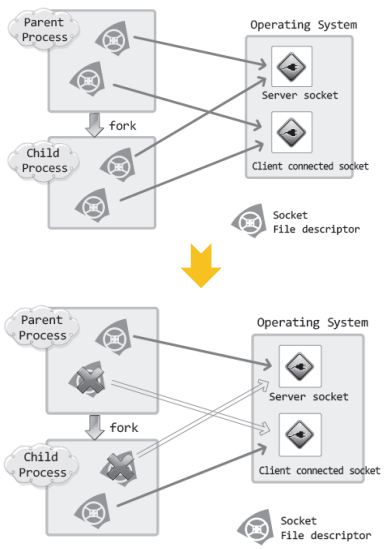 Parent
Process
Operating System
Server socket
fork
Child
Process
Client connected socket
Socket
File descriptor
Parent
Process
Operating System
Server socket
fork
Child
Process
Client connected socket
Socket
File descriptor